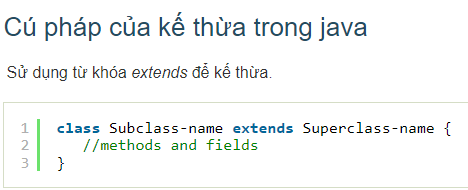 Cú pháp của kế thừa trong java
Sử dụng từ khóa extends để kế thừa.
1 class Subclass-name extends Superclass-name {
2 //methods and fields
3 }